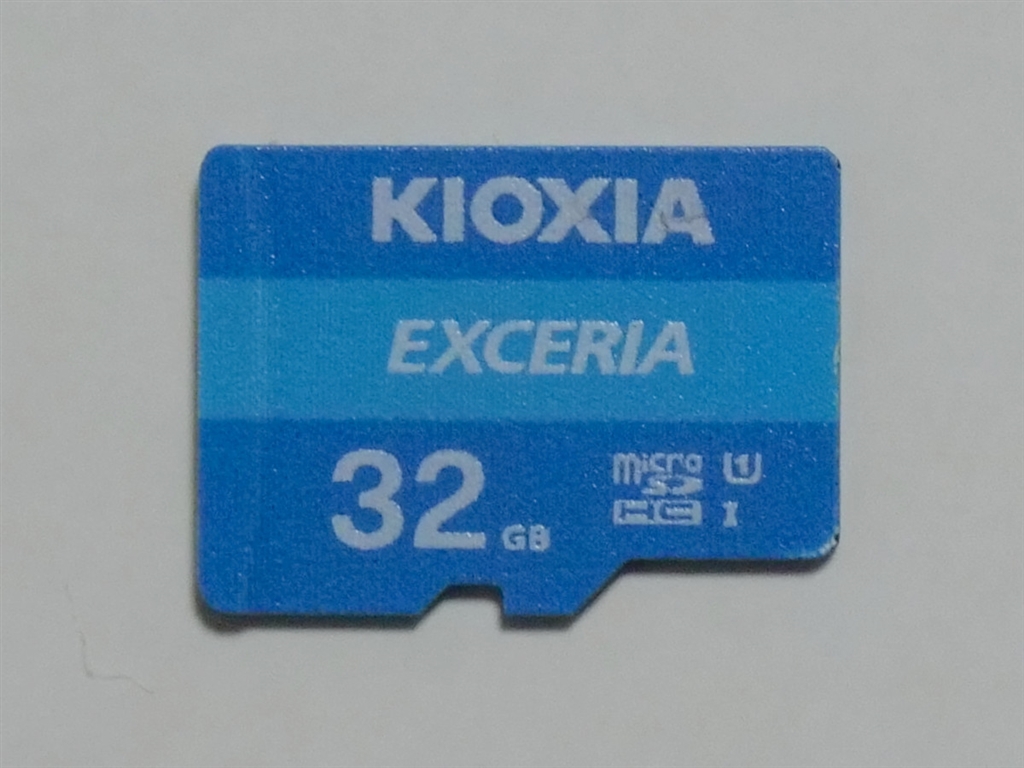 KIOXIA
EXCERIA
32 GB
micro SD HC U1 I